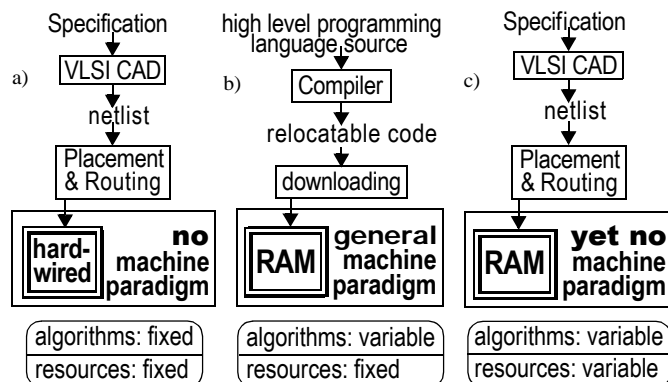 a)
Specification
VLSI CAD
netlist
Placement
& Routing
hard-
wired
no
machine
paradigm
algorithms: fixed
resources: fixed
b)
high level programming
language source
Compiler
relocatable code
downloading
RAM
general
machine
paradigm
algorithms: variable
resources: fixed
c)
Specification
VLSI CAD
netlist
Placement
& Routing
RAM
yet no
machine
paradigm
algorithms: variable
resources: variable